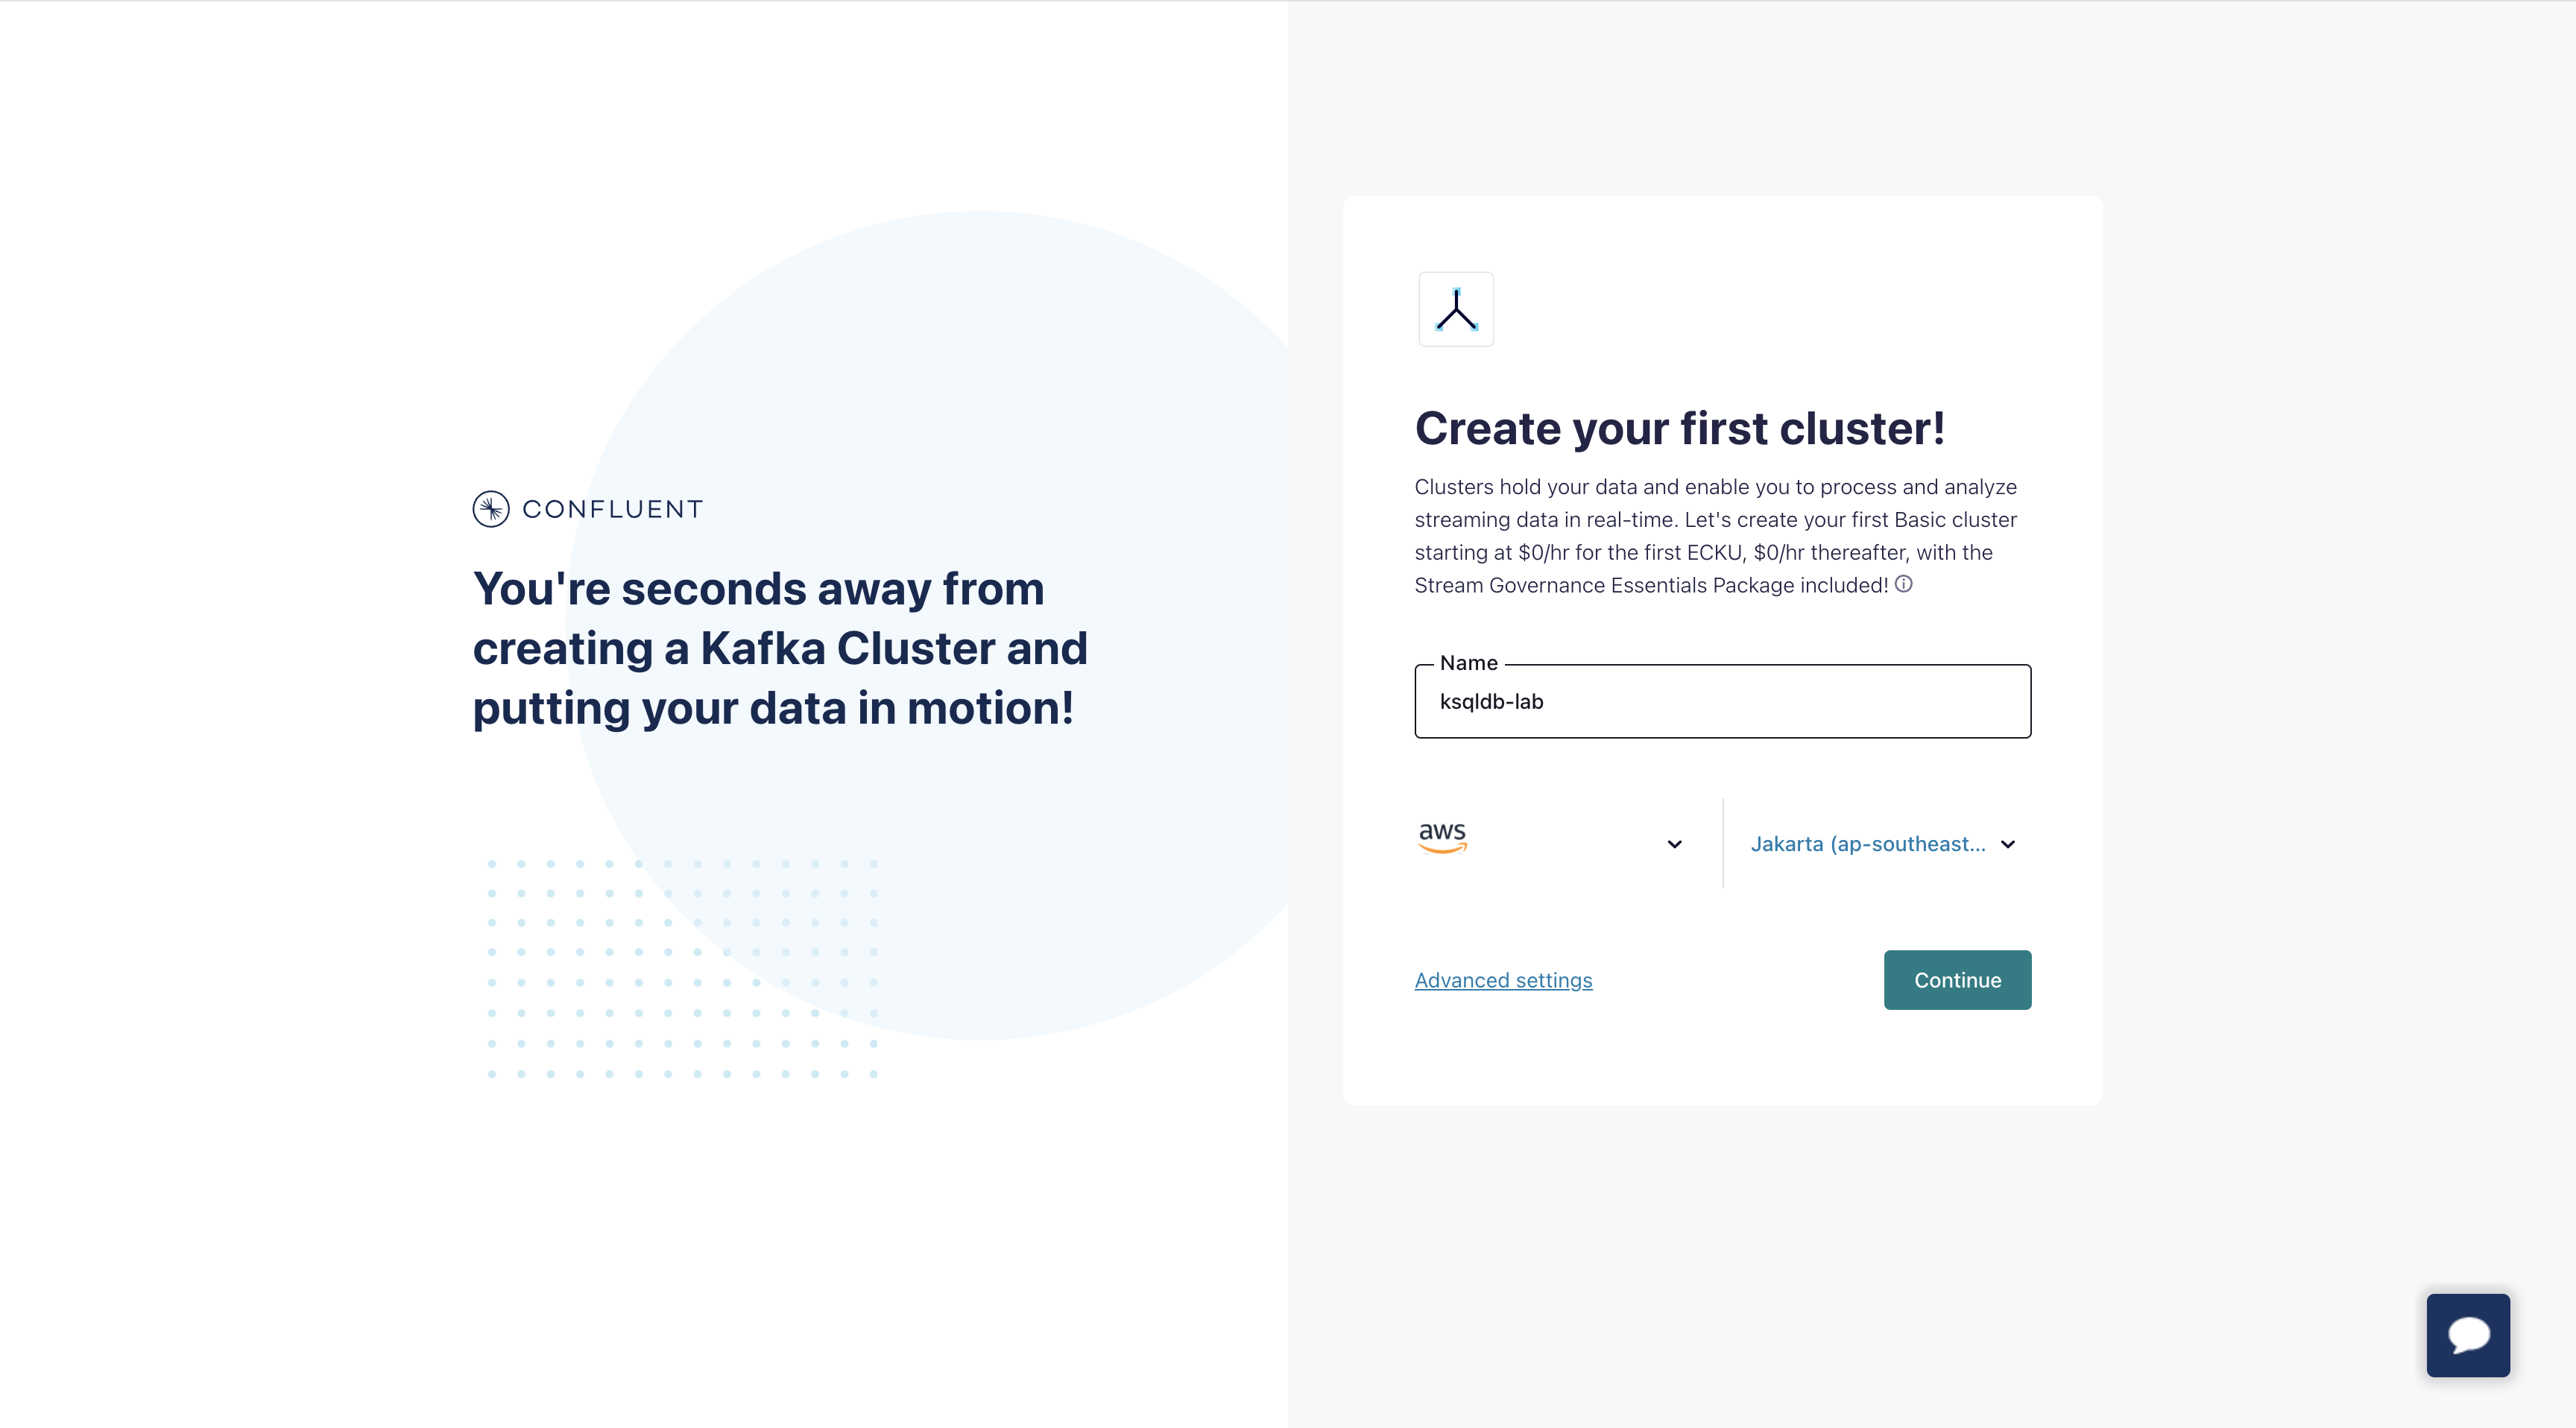 CONFLUENT
You're seconds away from
creating a Kafka Cluster and
putting your data in motion!
Create your first cluster!
Clusters hold your data and enable you to process and analyze
streaming data in real-time. Let's create your first Basic cluster
starting at $0/hr for the first ECKU, $0/hr thereafter, with the
Stream Governance Essentials Package included!
Name
ksqldb-lab
aws
Jakarta (ap-southeast...
Advanced settings
Continue